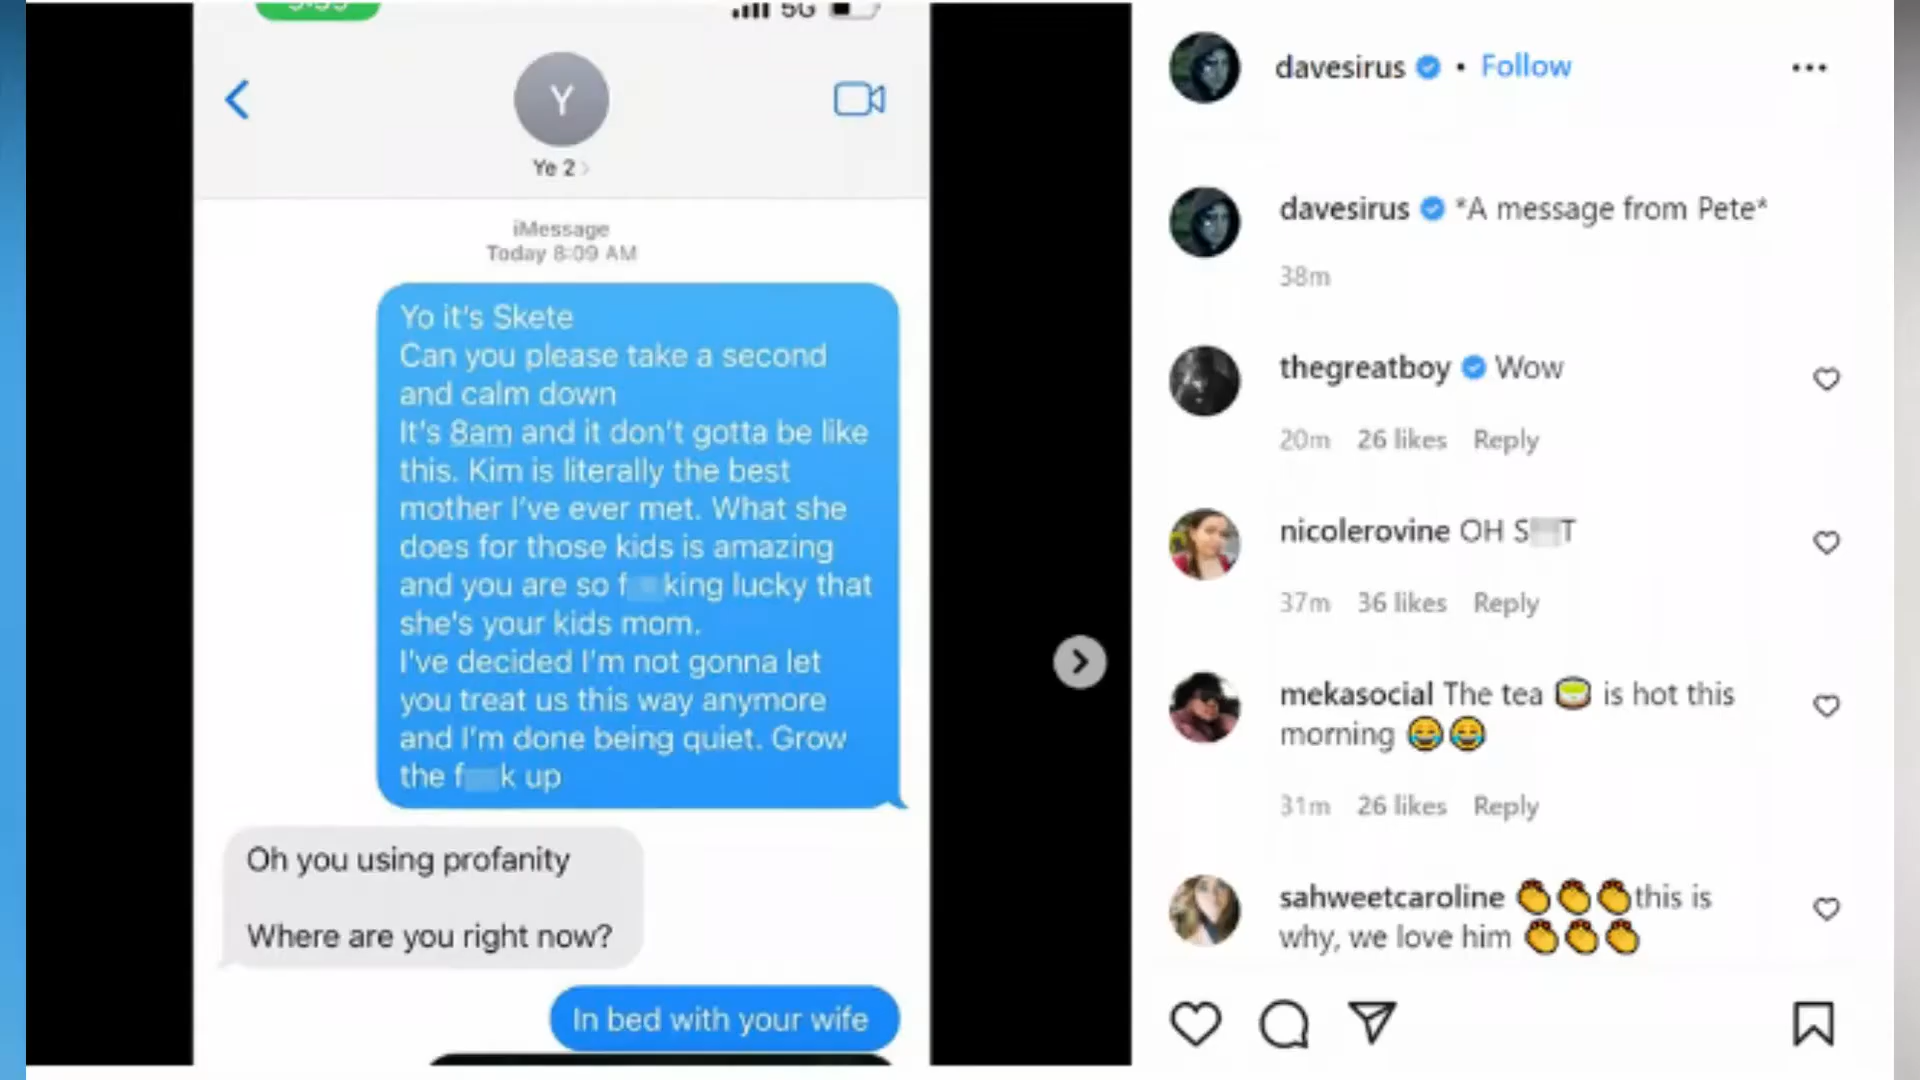 5G
Y
Ye 2
iMessage
Today 8:09 AM
Yo it's Skete
Can you please take a second
and calm down
It's 8am and it don't gotta be like
this. Kim is literally the best
mother I've ever met. What she
does for those kids is amazing
and you are so f king lucky that
she's your kids mom.
I've decided I'm not gonna let
you treat us this way anymore
and I'm done being quiet. Grow
the f k up
Oh you using profanity
Where are you right now?
In bed with your wife
davesirus • Follow
davesirus *A message from Pete*
38m
thegreatboy Wow
20m 26 likes Reply
nicolerovine OH S T
37m 36 likes Reply
mekasocial The tea 🍵 is hot this
morning 😂😂
31m 26 likes Reply
sahweetcaroline 👏👏👏this is
why, we love him 👏👏👏